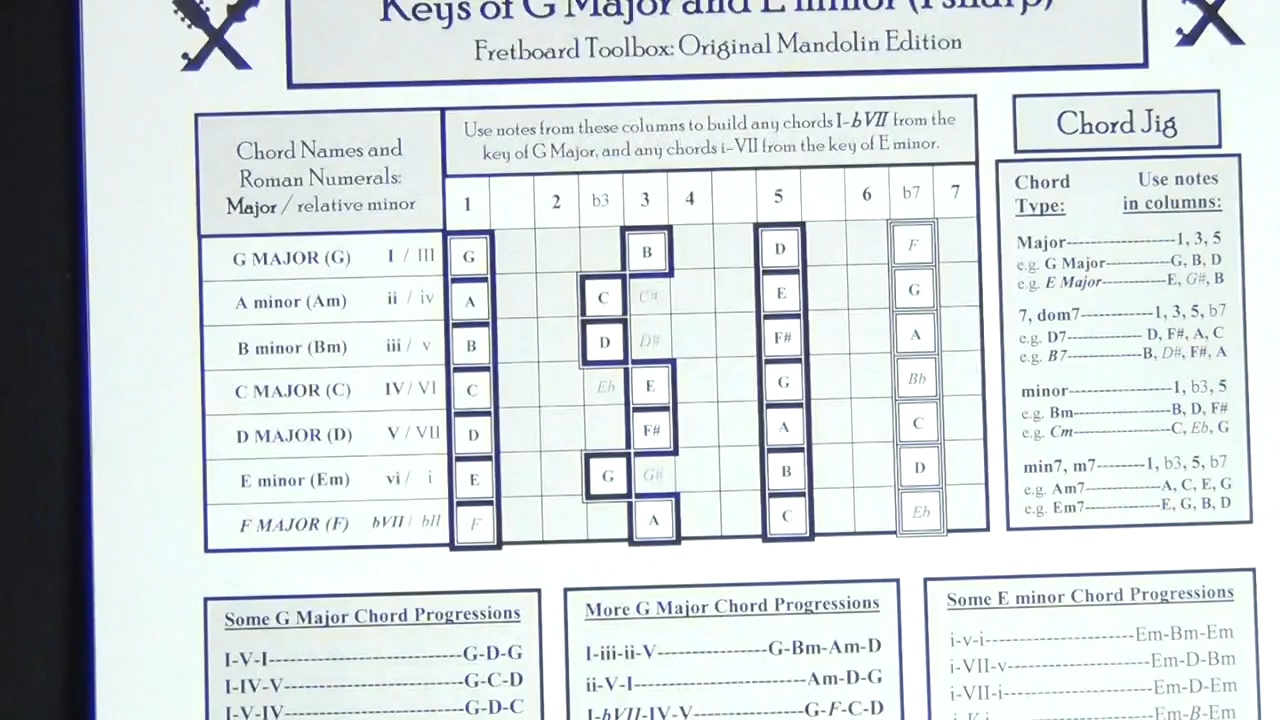 Keys of G Major and E minor (1 sharp)
Fretboard Toolbox: Original Mandolin Edition
Chord Names and
Roman Numerals:
Major / relative minor
Use notes from these columns to build any chords I-bVII from the
key of G Major, and any chords i-VII from the key of E minor.
1 2 b3 3 4 5 6 b7 7
G MAJOR (G) I / III G B D F
A minor (Am) ii / iv A C C# E G
B minor (Bm) iii / v B D D# F# A
C MAJOR (C) IV / VI C Eb E G Bb
D MAJOR (D) V / VII D F# A C
E minor (Em) vi / i E G G# B D
F MAJOR (F) bVII / bII F A C Eb
Chord Jig
Chord Use notes
Type: in columns:
Major-------------------1, 3, 5
e.g. G Major-----------G, B, D
e.g. E Major-----------E, G#, B
7, dom7------------1, 3, 5, b7
e.g. D7-------------- D, F#, A, C
e.g. B7--------------B, D#, F#, A
minor------------------1, b3, 5
e.g. Bm-----------------B, D, F#
e.g. Cm-----------------C, Eb, G
min7, m7--------1, b3, 5, b7
e.g. Am7-------------A, C, E, G
e.g. Em7-------------E, G, B, D
Some G Major Chord Progressions
I-V-I----------------------------G-D-G
I-IV-V--------------------------G-C-D
I-V-IV--------------------------G-D-C
More G Major Chord Progressions
I-iii-ii-V----------------G-Bm-Am-D
ii-V-I-------------------------Am-D-G
I-bVII-IV-V----------------G-F-C-D
Some E minor Chord Progressions
i-v-i---------------------Em-Bm-Em
i-VII-v---------------------Em-D-Bm
i-VII-i----------------------Em-D-Em
i-V-i------------------------Em-B-Em